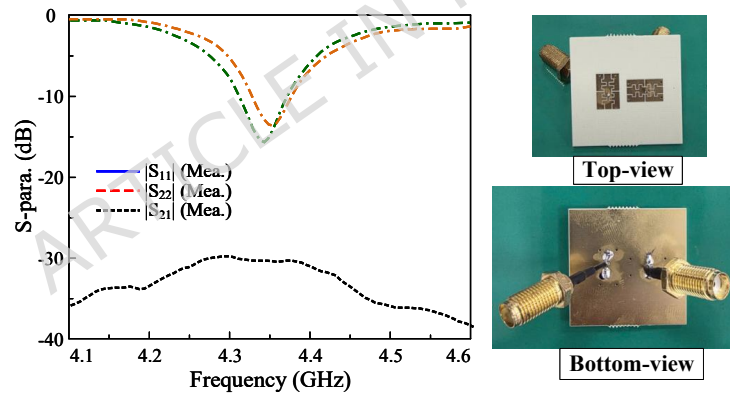 0
-10
-20
-30
-40
S-para. (dB)
|S11| (Mea.)
|S22| (Mea.)
|S21| (Mea.)
4.1 4.2 4.3 4.4 4.5 4.6
Frequency (GHz)
Top-view
Bottom-view
ARTICLE IN